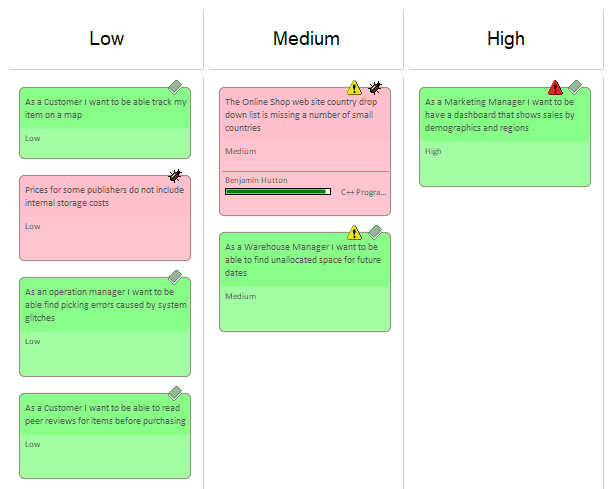 Low
Medium
High
As a Customer I want to be able track my
item on a map
Low
Prices for some publishers do not include
internal storage costs
Low
As an operation manager I want to be
able find picking errors caused by system
glitches
Low
As a Customer I want to be able to read
peer reviews for items before purchasing
Low
The Online Shop web site country drop
down list is missing a number of small
countries
Medium
Benjamin Hutton
C++ Progra...
As a Warehouse Manager I want to be
able to find unallocated space for future
dates
Medium
As a Marketing Manager I want to be
have a dashboard that shows sales by
demographics and regions
High